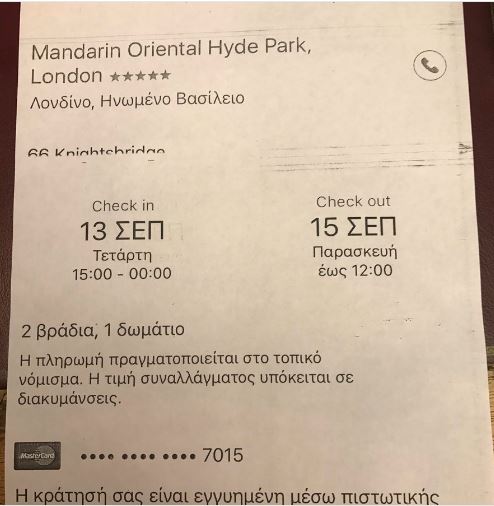 Mandarin Oriental Hyde Park,
London ★★★★★
Λονδίνο, Ηνωμένο Βασίλειο
66 Knightsbridge
Check in
13 ΣΕΠ
Τετάρτη
15:00 - 00:00
Check out
15 ΣΕΠ
Παρασκευή
έως 12:00
2 βράδια, 1 δωμάτιο
Η πληρωμή πραγματοποιείται στο τοπικό
νόμισμα. Η τιμή συναλλάγματος υπόκειται σε
διακυμάνσεις.
MasterCard •••• •••• •••• 7015
Η κράτησή σας είναι εγγυημένη μέσω πιστωτικής